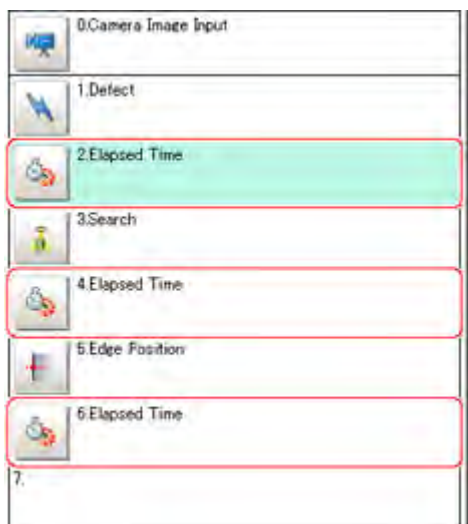 0.Camera Image Input
1.Defect
2.Elapsed Time
3.Search
4.Elapsed Time
5.Edge Position
6.Elapsed Time
7.